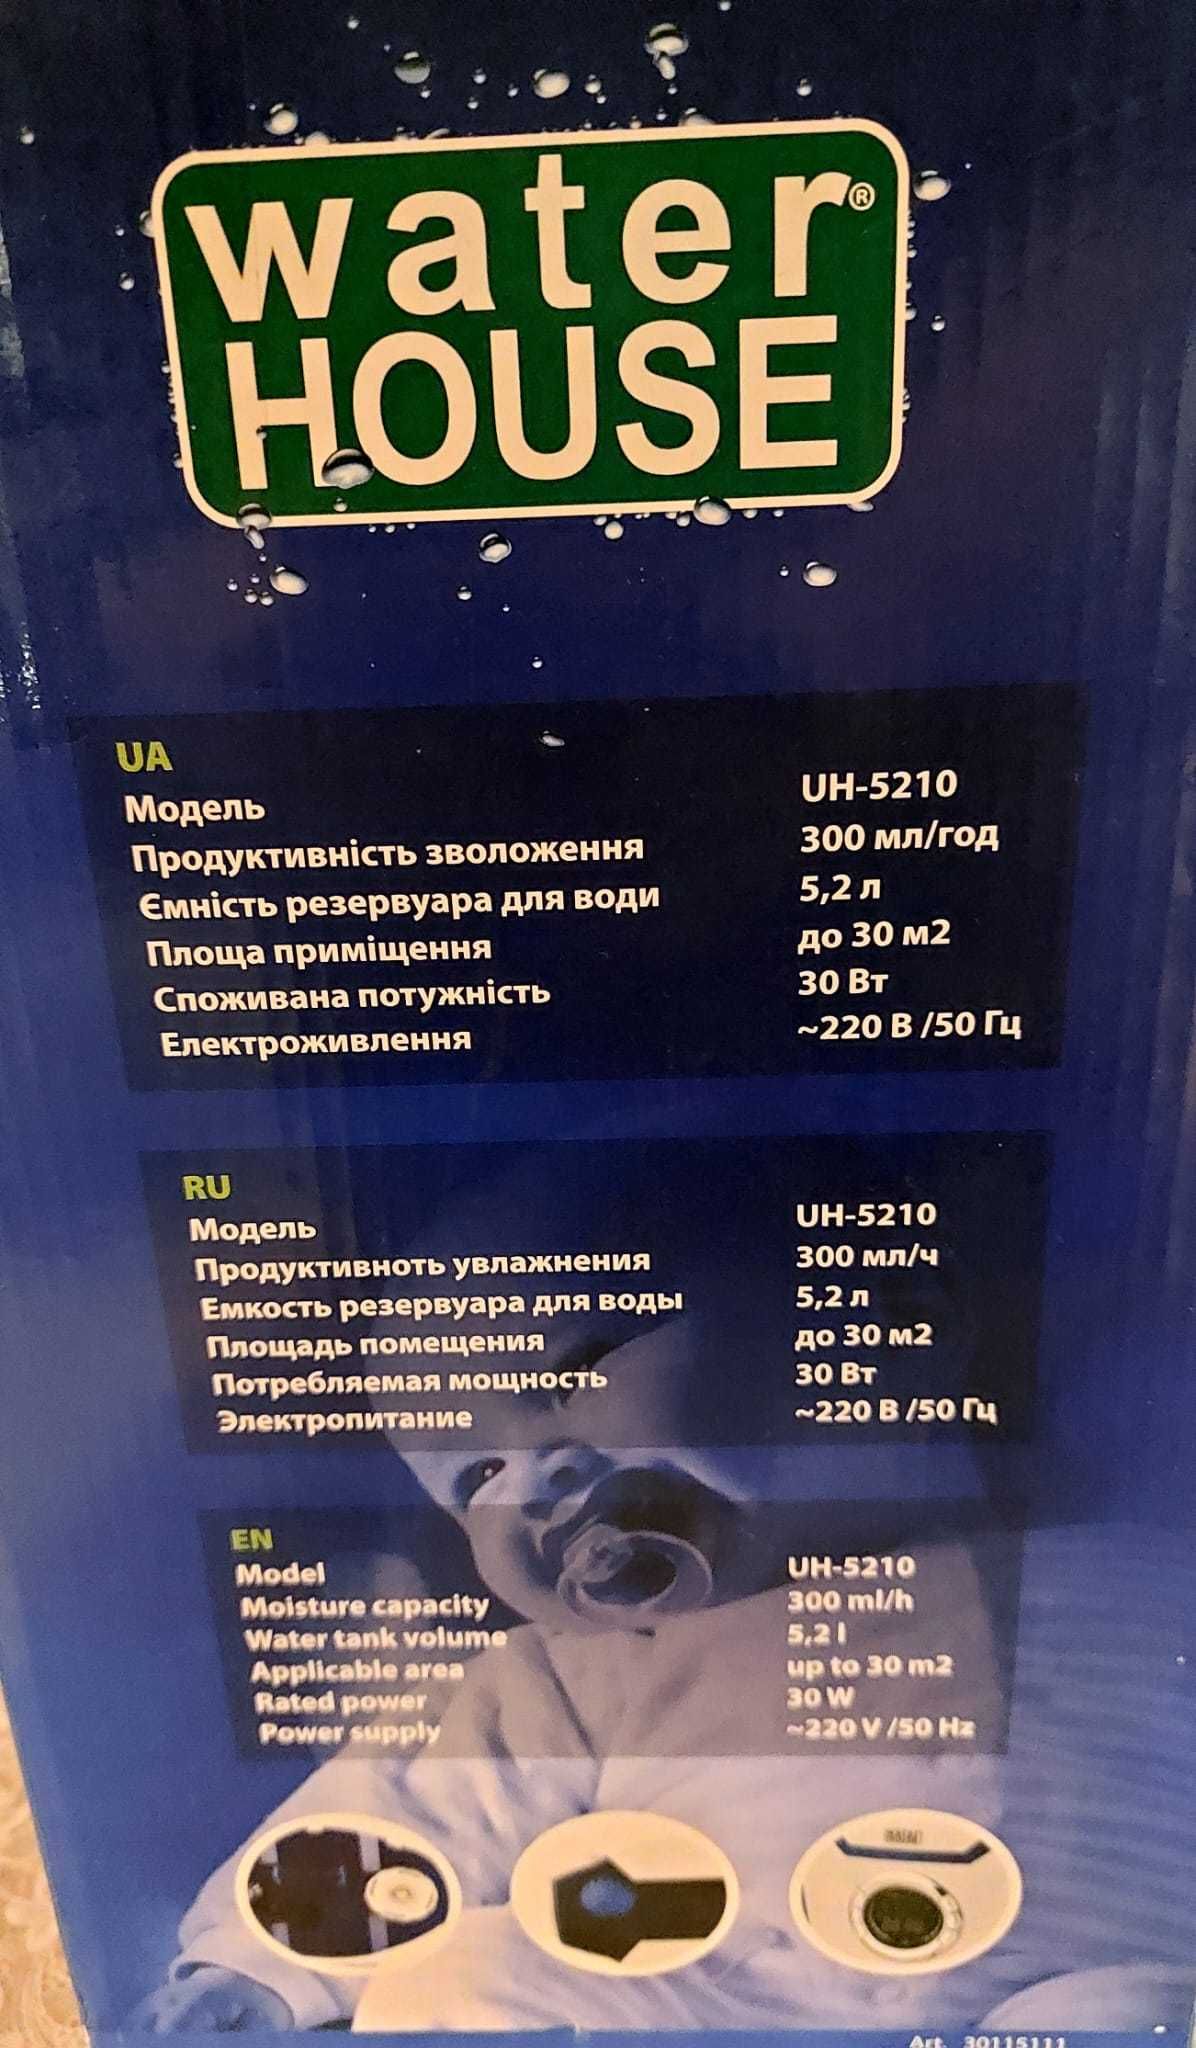 water®
HOUSE
UA
Модель UH-5210
Продуктивність зволоження 300 мл/год
Ємність резервуара для води 5,2 л
Площа приміщення до 30 м2
Споживана потужність 30 Вт
Електроживлення ~220 В /50 Гц
RU
Модель UH-5210
Продуктивноть увлажнения 300 мл/ч
Емкость резервуара для воды 5,2 л
Площадь помещения до 30 м2
Потребляемая мощность 30 Вт
Электропитание ~220 В /50 Гц
EN
Model UH-5210
Moisture capacity 300 ml/h
Water tank volume 5,2 l
Applicable area up to 30 m2
Rated power 30 W
Power supply ~220 V /50 Hz
Art. 30115111